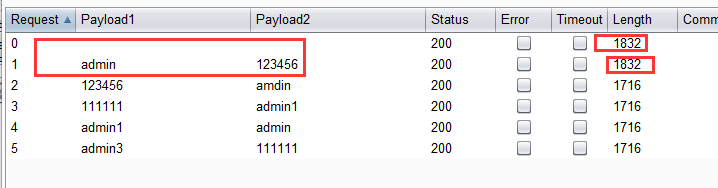 Request Payload1 Payload2 Status Error Timeout Length Comm
0 200 1832
1 admin 123456 200 1832
2 123456 amdin 200 1716
3 111111 admin1 200 1716
4 admin1 admin 200 1716
5 admin3 111111 200 1716